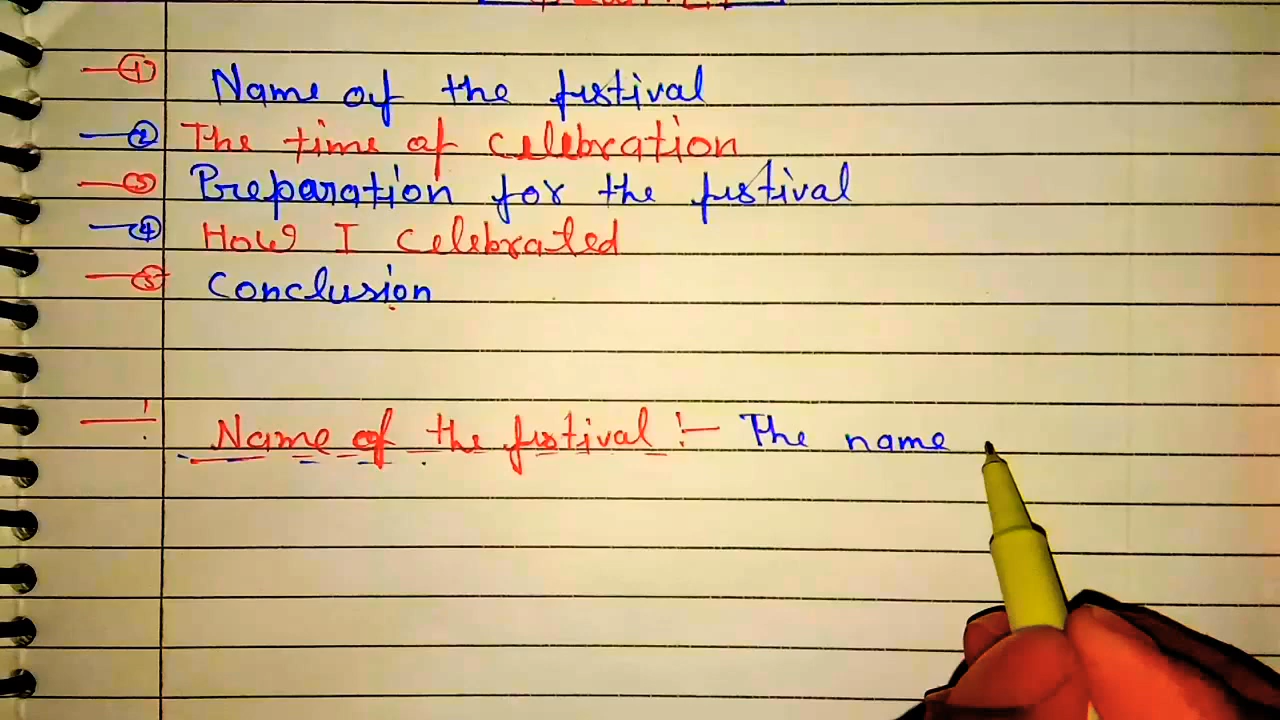 1 Name of the festival
2 The time of celebration
3 Preparation for the festival
4 How I celebrated
5 Conclusion
Name of the festival :- The name